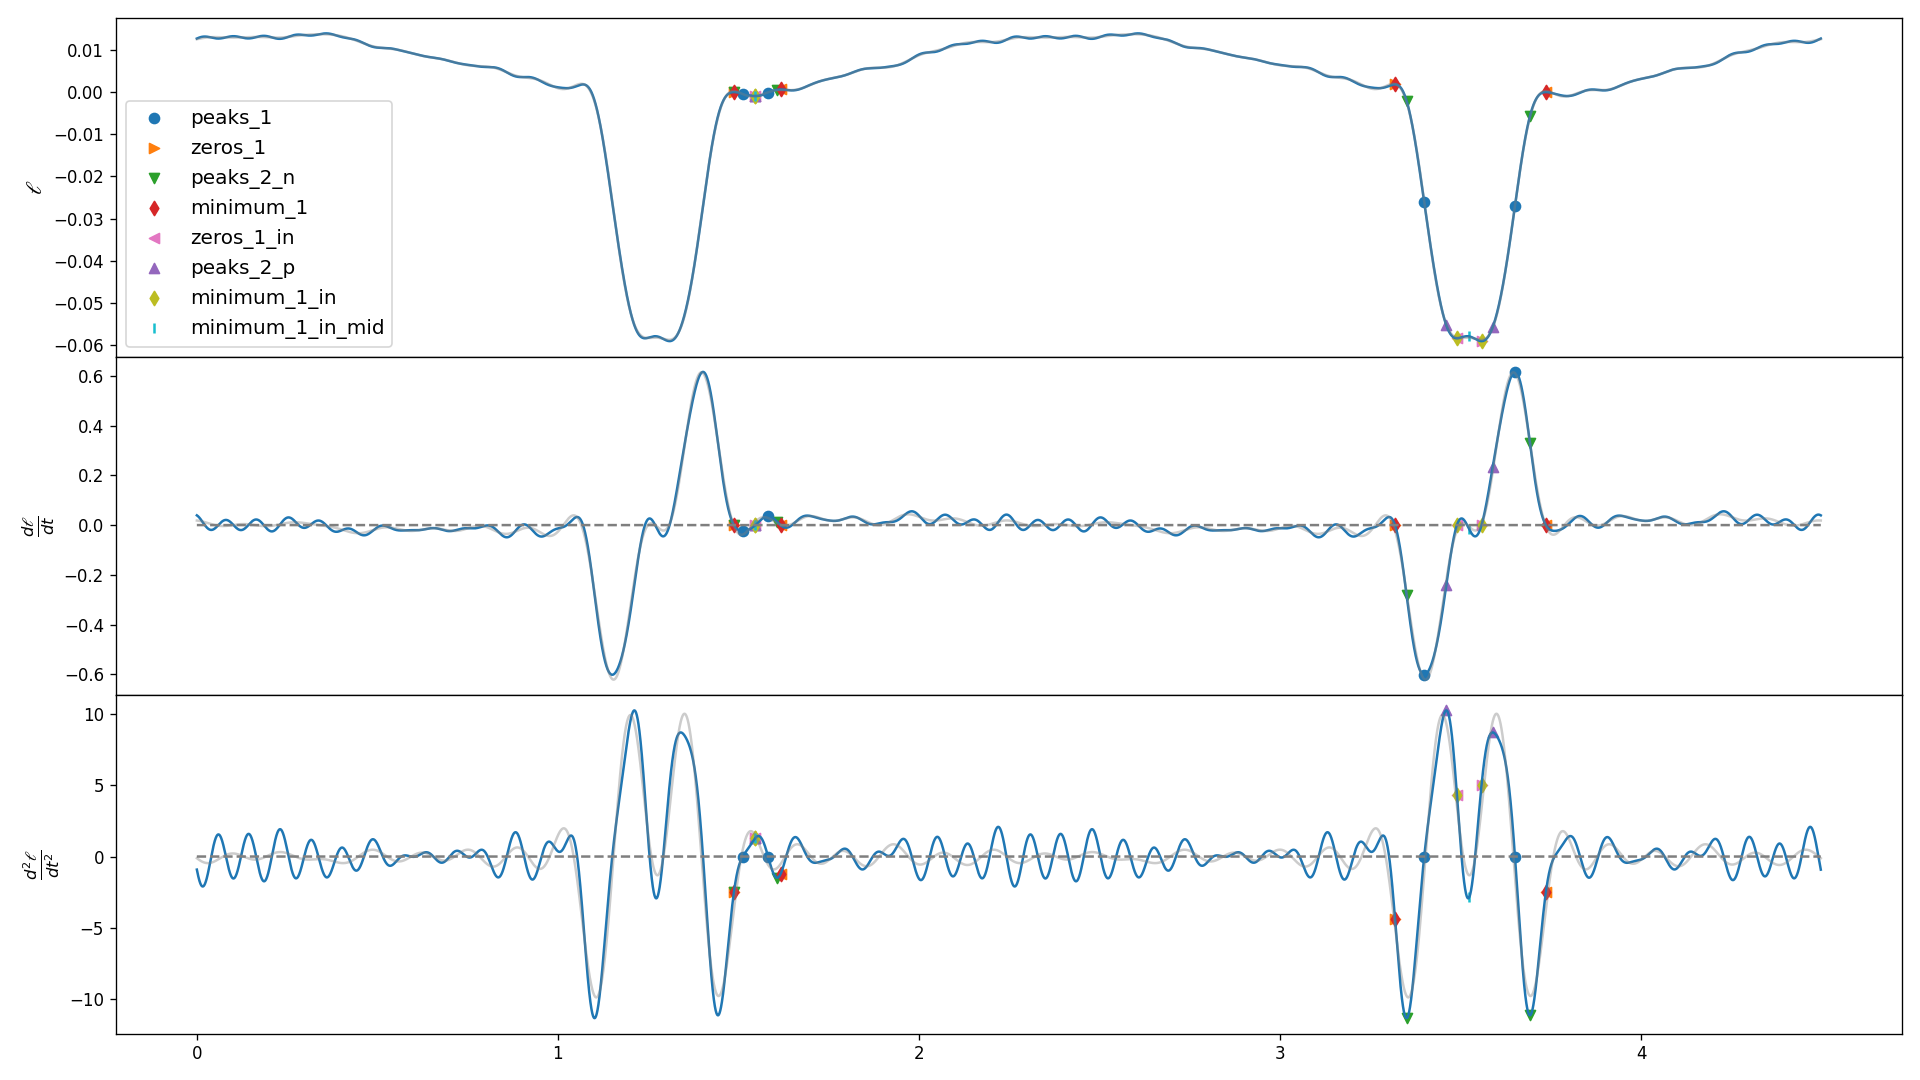 0.01
0.00
−0.01
−0.02
−0.03
−0.04
−0.05
−0.06
ℓ
peaks_1
zeros_1
peaks_2_n
minimum_1
zeros_1_in
peaks_2_p
minimum_1_in
minimum_1_in_mid
0.6
0.4
0.2
0.0
−0.2
−0.4
−0.6
dℓ/dt
10
5
0
−5
−10
d²ℓ/dt²
0 1 2 3 4